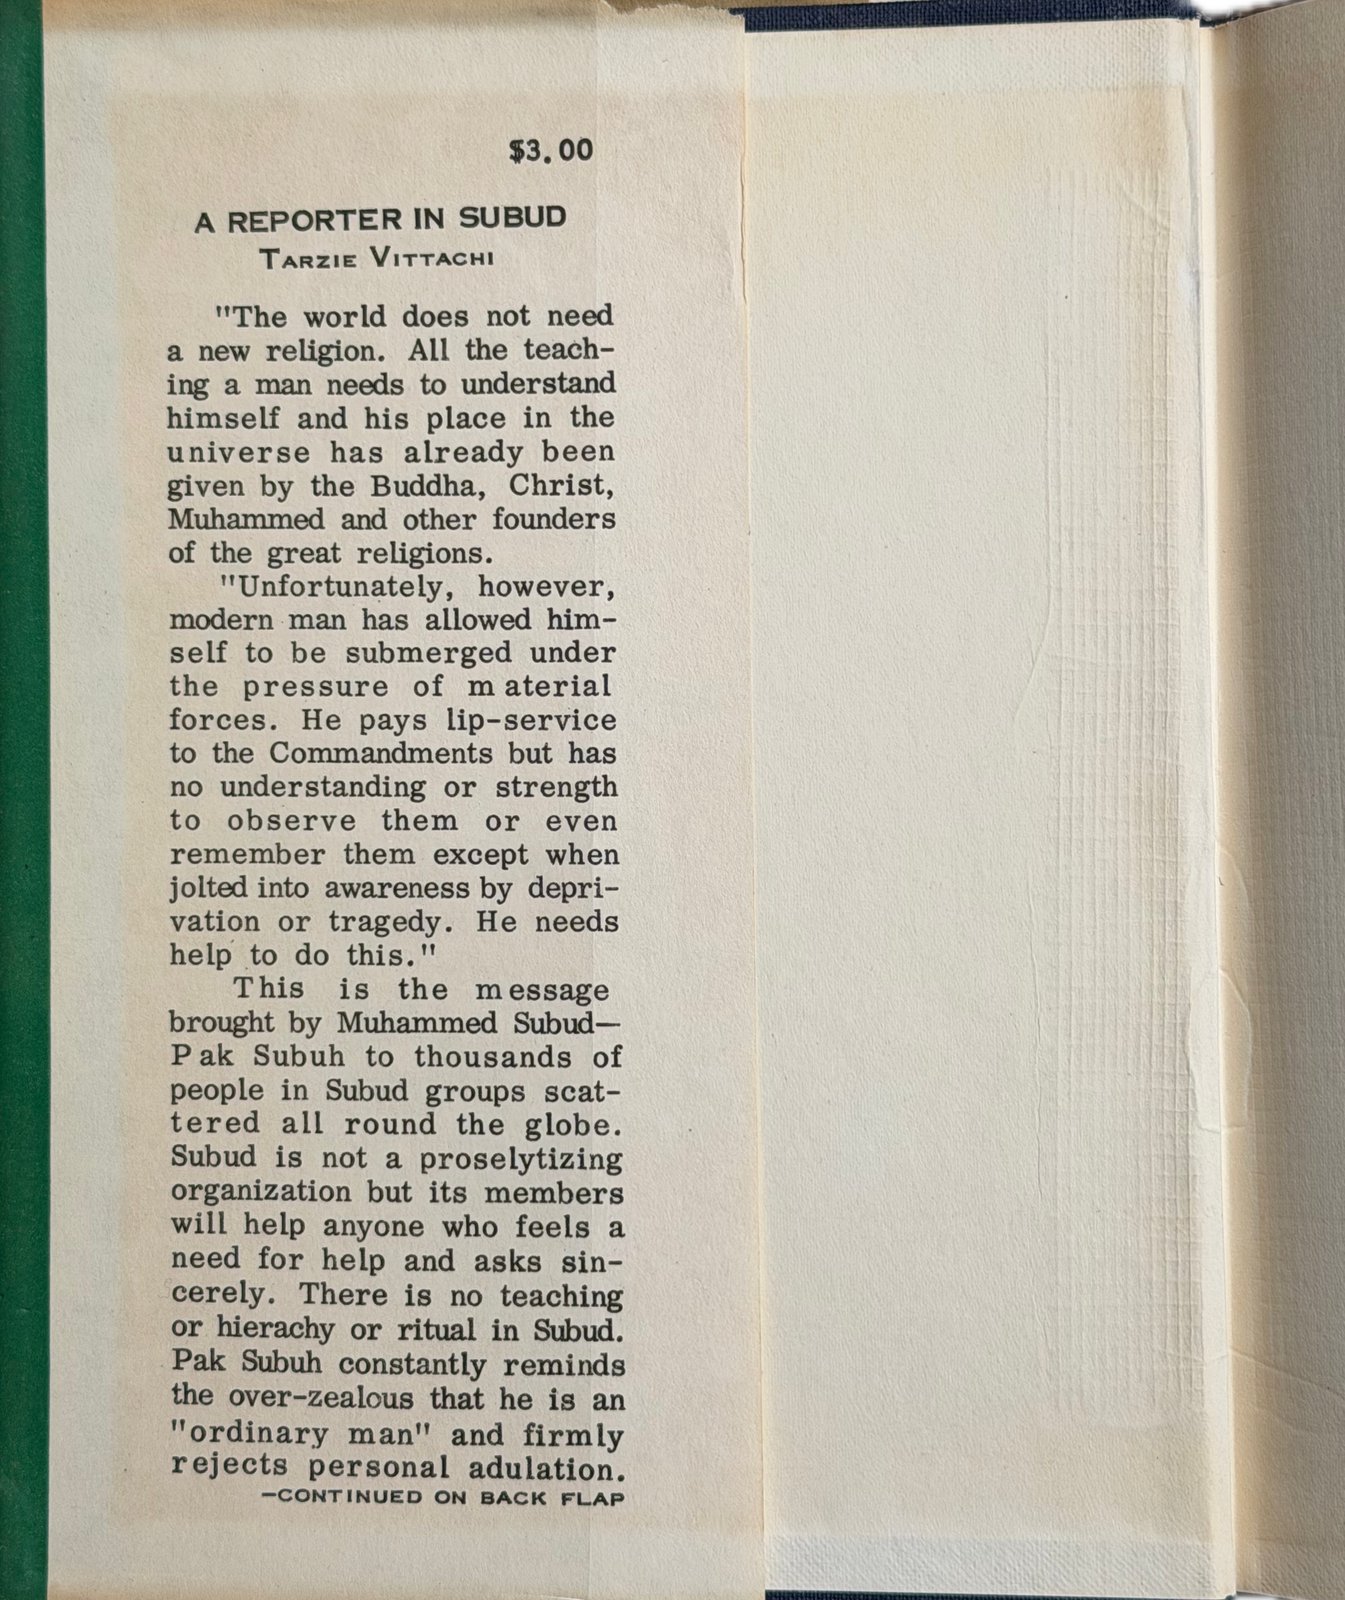 $3.00
A REPORTER IN SUBUD
TARZIE VITTACHI
"The world does not need
a new religion. All the teach-
ing a man needs to understand
himself and his place in the
universe has already been
given by the Buddha, Christ,
Muhammed and other founders
of the great religions.
"Unfortunately, however,
modern man has allowed him-
self to be submerged under
the pressure of material
forces. He pays lip-service
to the Commandments but has
no understanding or strength
to observe them or even
remember them except when
jolted into awareness by depri-
vation or tragedy. He needs
help to do this."
This is the message
brought by Muhammed Subud—
Pak Subuh to thousands of
people in Subud groups scat-
tered all round the globe.
Subud is not a proselytizing
organization but its members
will help anyone who feels a
need for help and asks sin-
cerely. There is no teaching
or hierachy or ritual in Subud.
Pak Subuh constantly reminds
the over-zealous that he is an
"ordinary man" and firmly
rejects personal adulation.
—CONTINUED ON BACK FLAP